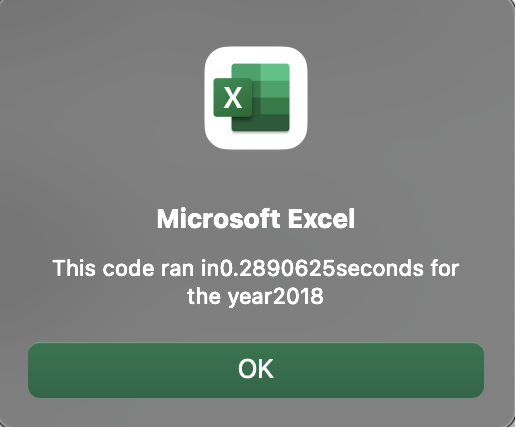 X
Microsoft Excel
This code ran in0.2890625seconds for
the year2018
OK